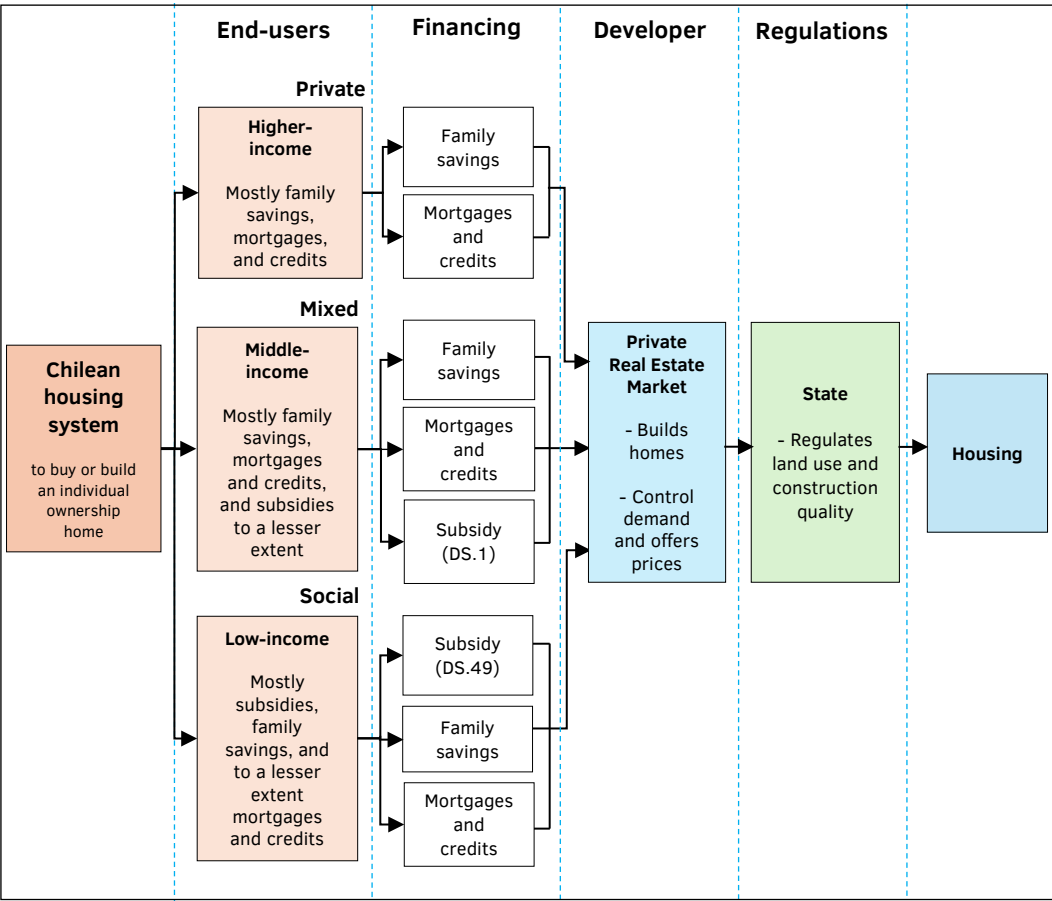 End-users
Financing
Developer
Regulations
Chilean
housing
system
to buy or build
an individual
ownership
home
Private
Higher-
income
Mostly family
savings,
mortgages,
and credits
Family
savings
Mortgages
and
credits
Mixed
Middle-
income
Mostly family
savings,
mortgages
and credits,
and subsidies
to a lesser
extent
Family
savings
Mortgages
and
credits
Subsidy
(DS.1)
Social
Low-income
Mostly
subsidies,
family
savings, and
to a lesser
extent
mortgages
and credits
Subsidy
(DS.49)
Family
savings
Mortgages
and
credits
Private
Real Estate
Market
- Builds
homes
- Control
demand
and offers
prices
State
- Regulates
land use and
construction
quality
Housing